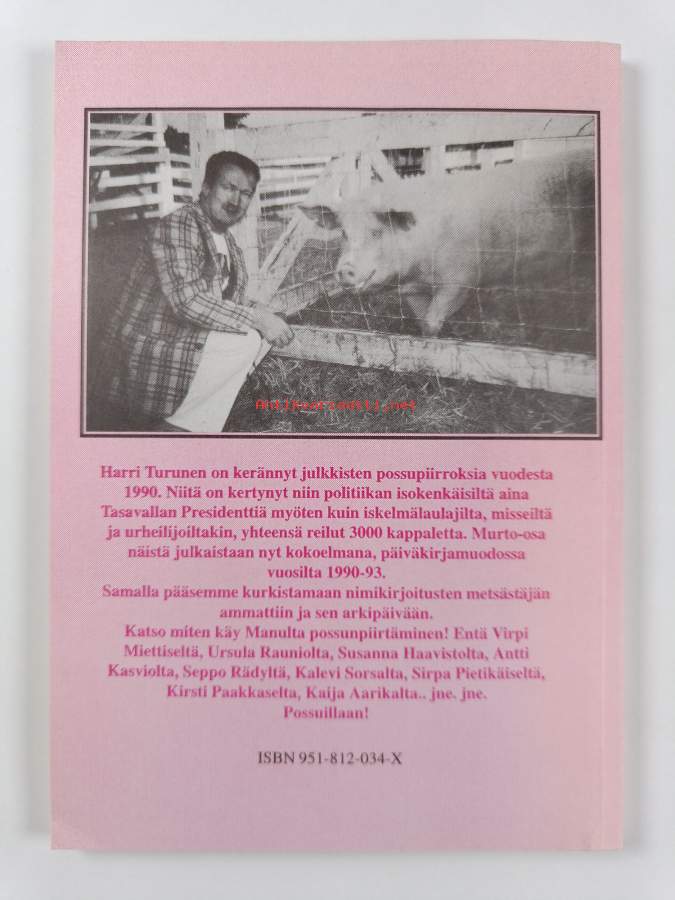 Antikvariaatti.net
Harri Turunen on kerännyt julkkisten possupiirroksia vuodesta
1990. Niitä on kertynyt niin politiikan isokenkäisiltä aina
Tasavallan Presidenttiä myöten kuin iskelmälaulajilta, misseiltä
ja urheilijoiltakin, yhteensä reilut 3000 kappaletta. Murto-osa
näistä julkaistaan nyt kokoelmana, päiväkirjamuodossa
vuosilta 1990-93.
Samalla pääsemme kurkistamaan nimikirjoitusten metsästäjän
ammattiin ja sen arkipäivään.
Katso miten käy Manulta possunpiirtäminen! Entä Virpi
Miettiseltä, Ursula Rauniolta, Susanna Haavistolta, Antti
Kasviolta, Seppo Rädyltä, Kalevi Sorsalta, Sirpa Pietikäiseltä,
Kirsti Paakkaselta, Kaija Aarikalta.. jne. jne.
Possuillaan!
ISBN 951-812-034-X